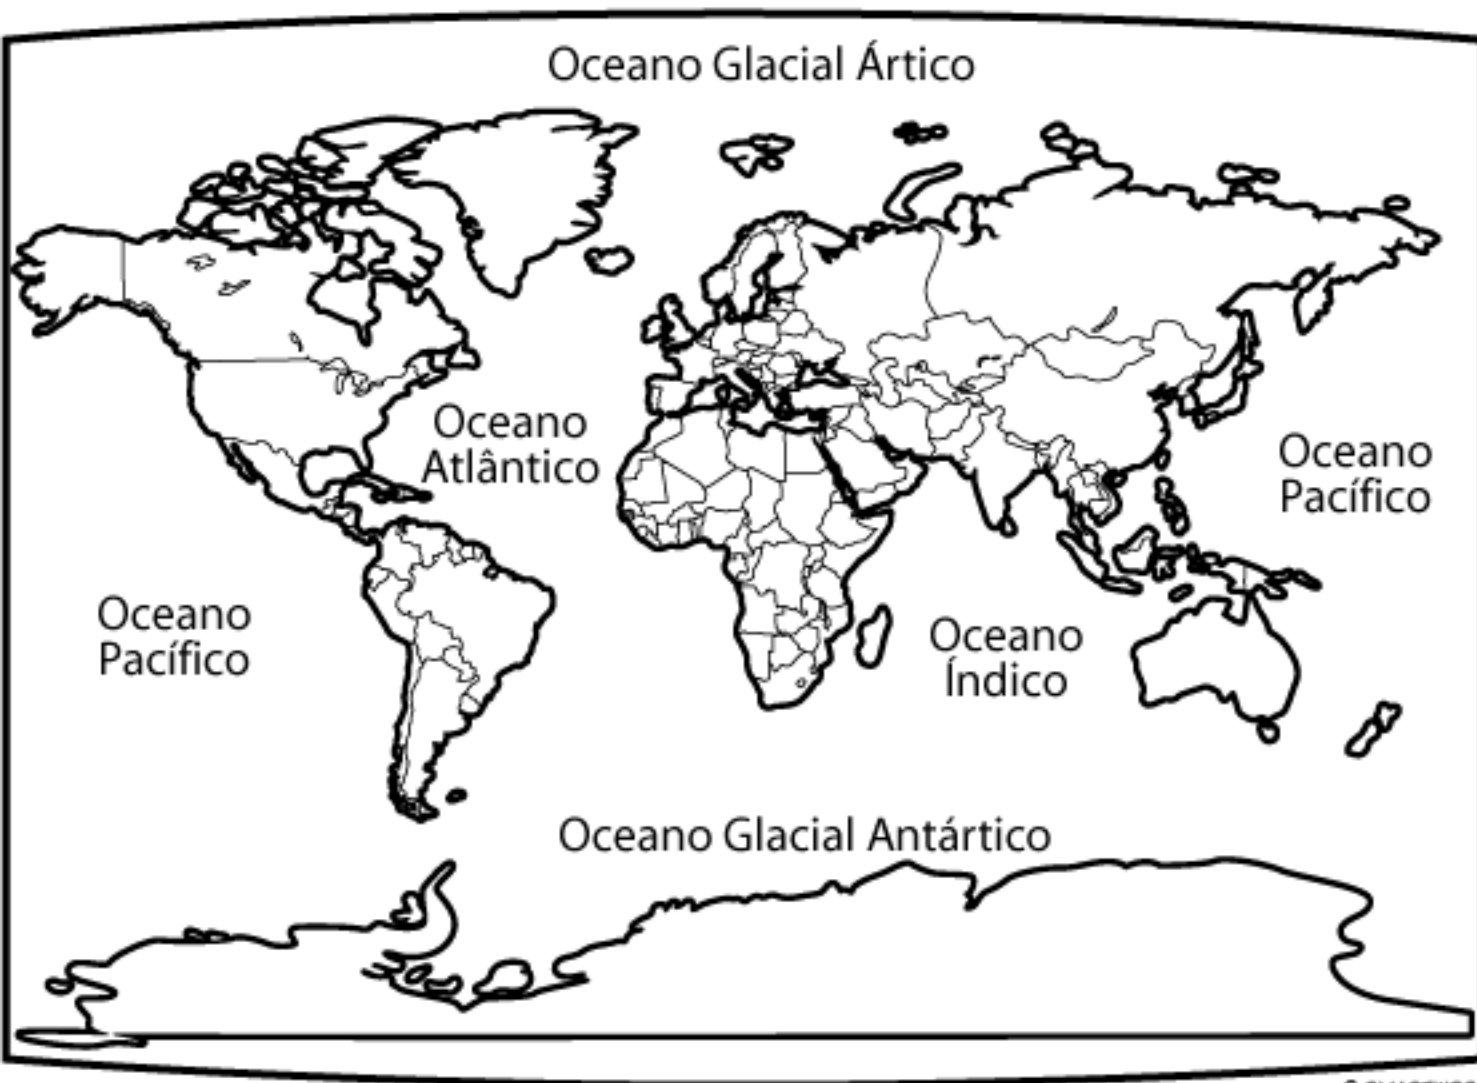 Oceano Glacial Ártico
Oceano
Atlântico
Oceano
Pacífico
Oceano
Pacífico
Oceano
Índico
Oceano Glacial Antártico